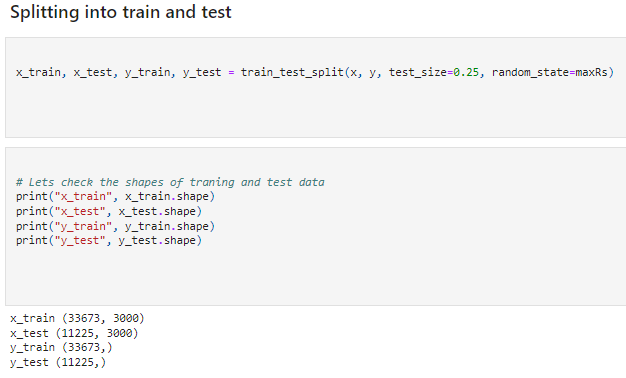 Splitting into train and test
x_train, x_test, y_train, y_test = train_test_split(x, y, test_size=0.25, random_state=maxRs)
# Lets check the shapes of traning and test data
print("x_train", x_train.shape)
print("x_test", x_test.shape)
print("y_train", y_train.shape)
print("y_test", y_test.shape)
x_train (33673, 3000)
x_test (11225, 3000)
y_train (33673,)
y_test (11225,)